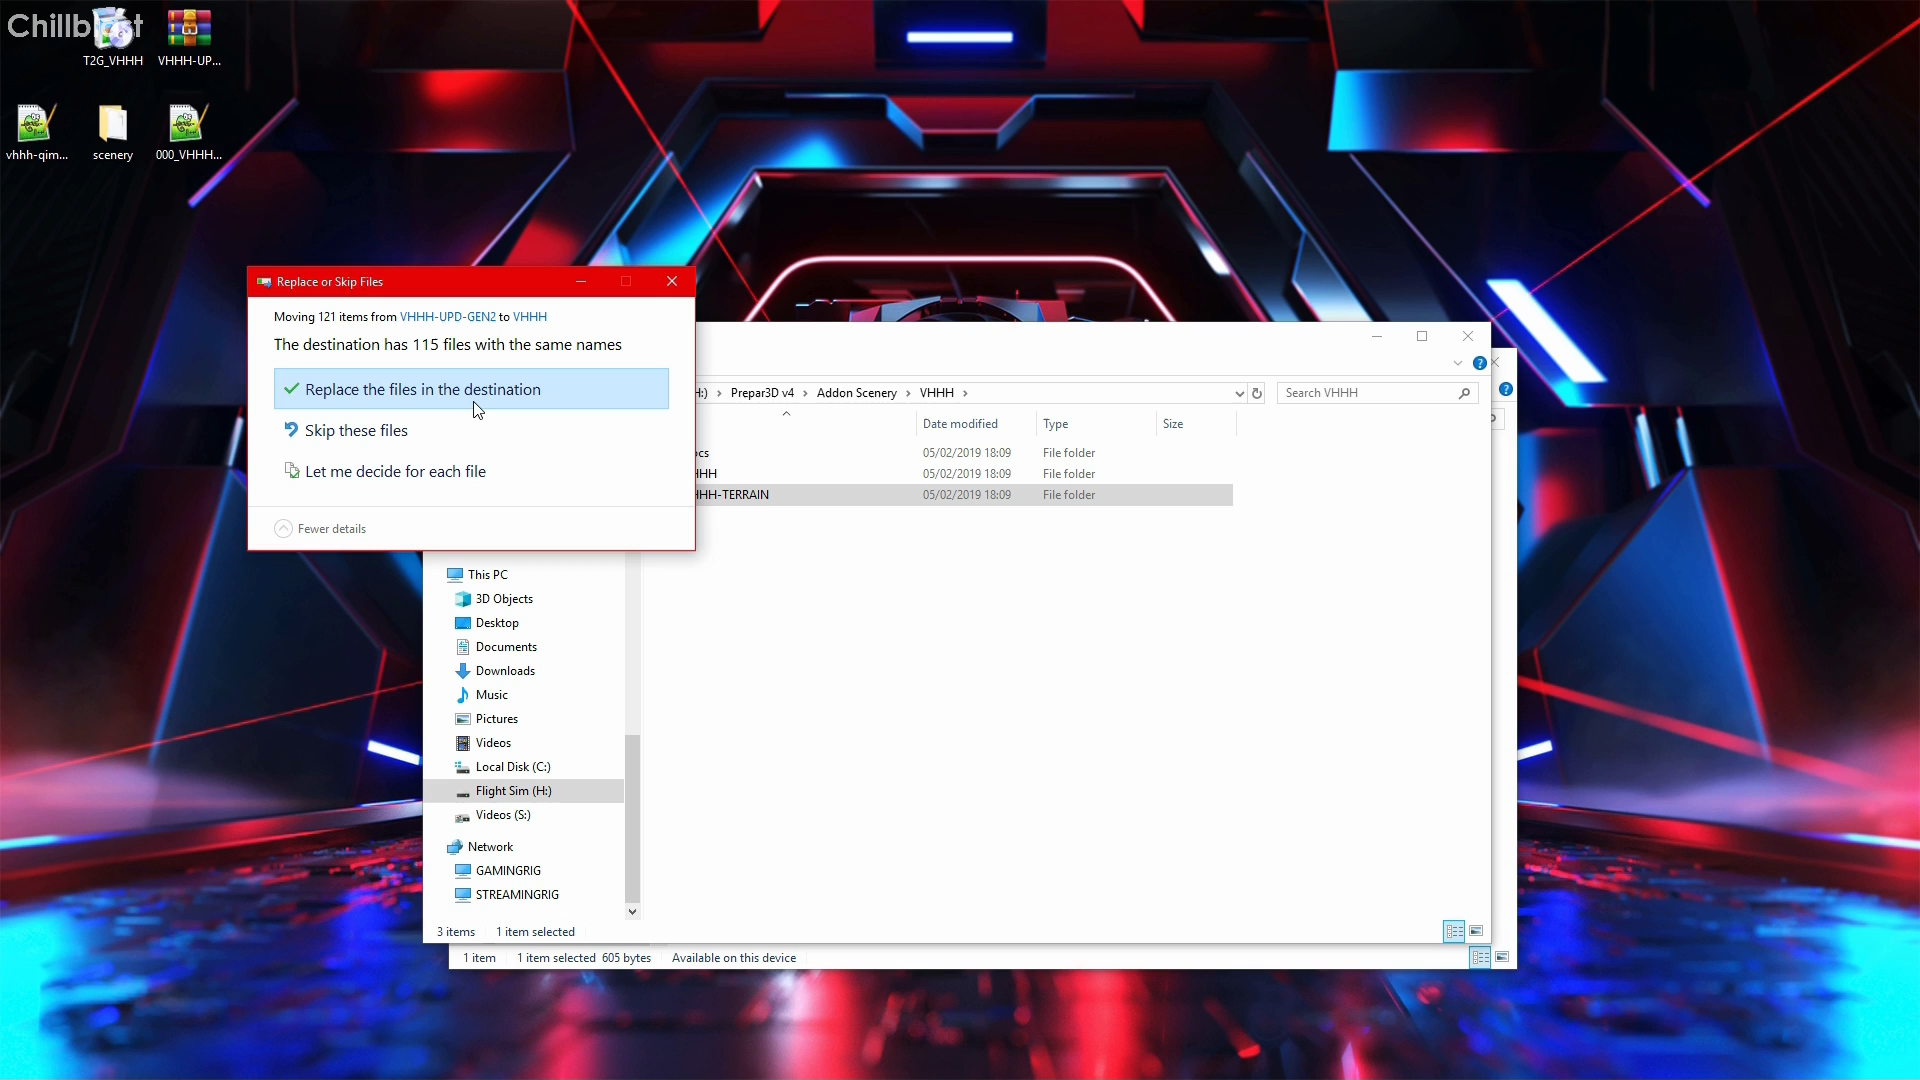 Chillblast
T2G_VHHH
VHHH-UP...
vhhh-qim...
scenery
000_VHHH...
Replace or Skip Files
Moving 121 items from VHHH-UPD-GEN2 to VHHH
The destination has 115 files with the same names
Replace the files in the destination
Skip these files
Let me decide for each file
Fewer details
H:) > Prepar3D v4 > Addon Scenery > VHHH >
Search VHHH
Date modified Type Size
ocs 05/02/2019 18:09 File folder
HHH 05/02/2019 18:09 File folder
HHH-TERRAIN 05/02/2019 18:09 File folder
This PC
3D Objects
Desktop
Documents
Downloads
Music
Pictures
Videos
Local Disk (C:)
Flight Sim (H:)
Videos (S:)
Network
GAMINGRIG
STREAMINGRIG
3 items 1 item selected
1 item 1 item selected 605 bytes Available on this device